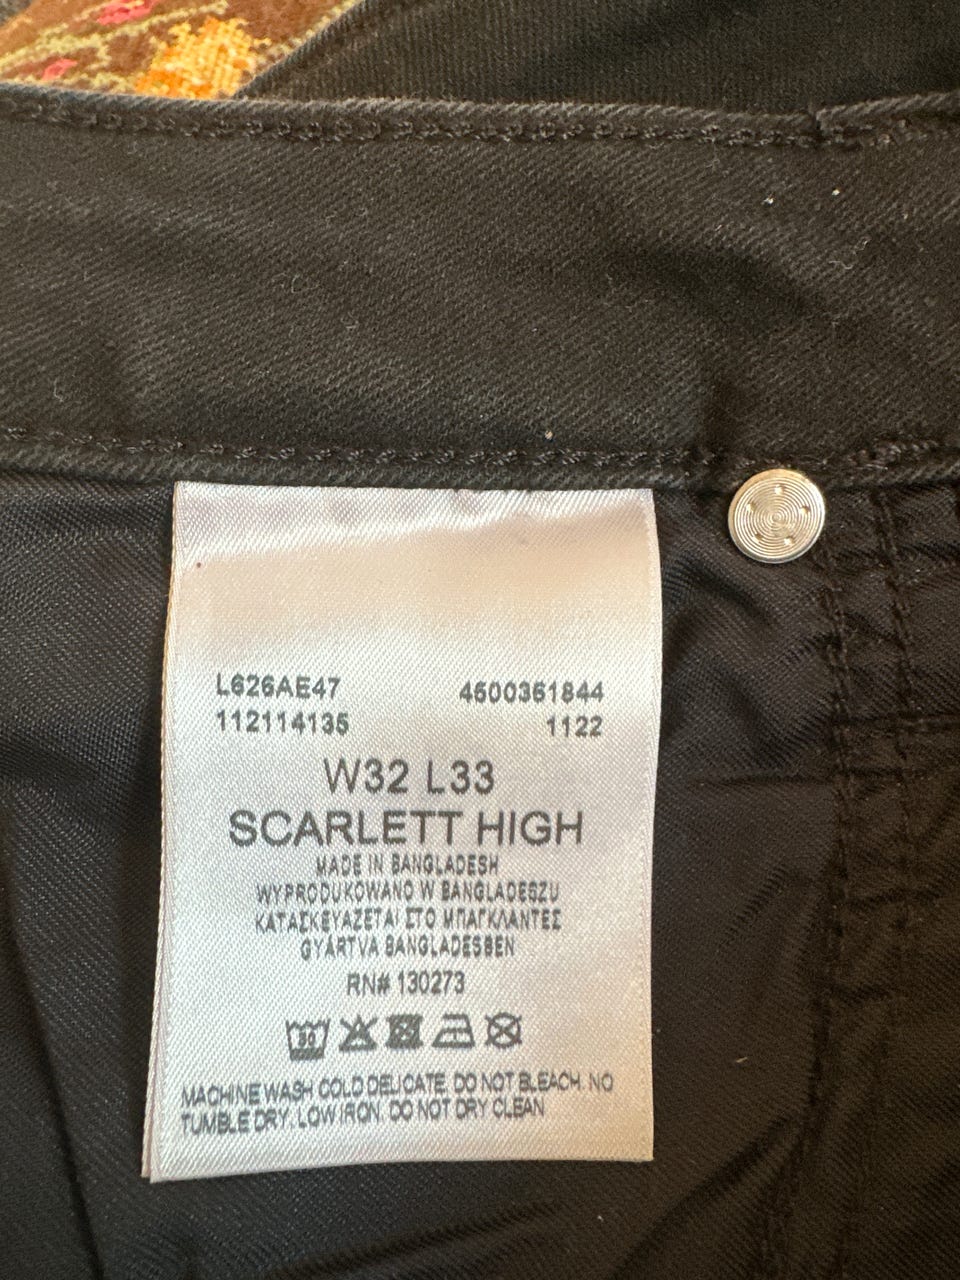 L626AE47 4500361844
112114135 1122
W32 L33
SCARLETT HIGH
MADE IN BANGLADESH
WYPRODUKOWANO W BANGLADESZU
ΚΑΤΑΣΚΕΥΑΖΕΤΑΙ ΣΤΟ ΜΠΑΓΚΛΑΝΤΕΣ
GYÁRTVA BANGLADESBEN
RN# 130273
30
MACHINE WASH COLD DELICATE. DO NOT BLEACH. NO
TUMBLE DRY. LOW IRON. DO NOT DRY CLEAN